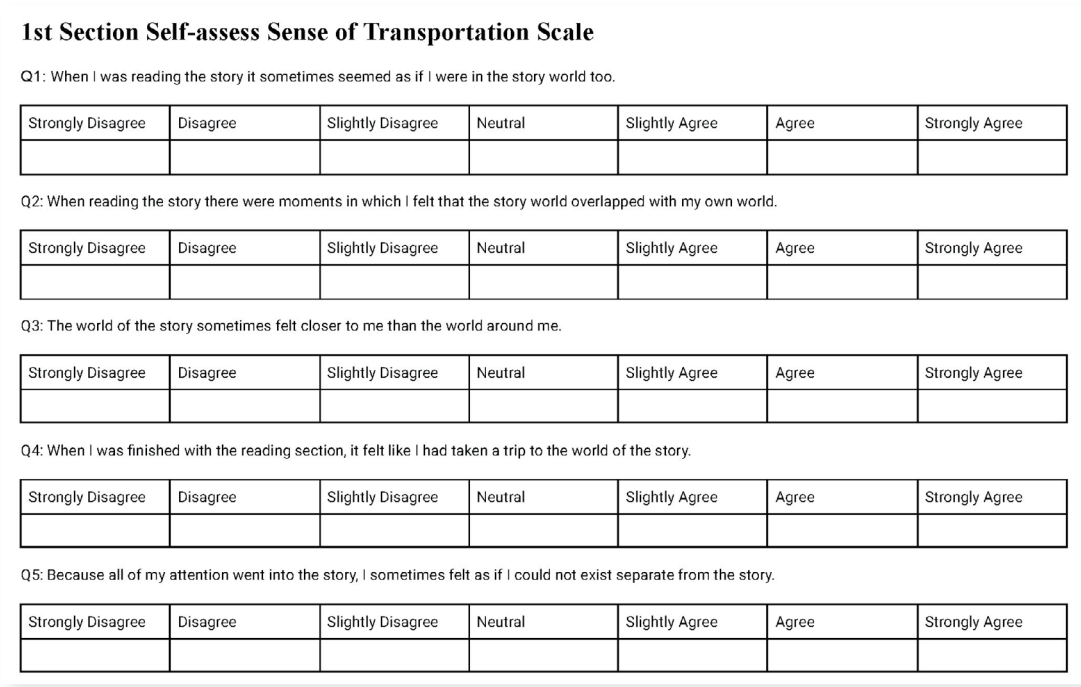 1st Section Self-assess Sense of Transportation Scale
Q1: When I was reading the story it sometimes seemed as if I were in the story world too.
Strongly Disagree Disagree Slightly Disagree Neutral Slightly Agree Agree Strongly Agree
Q2: When reading the story there were moments in which I felt that the story world overlapped with my own world.
Strongly Disagree Disagree Slightly Disagree Neutral Slightly Agree Agree Strongly Agree
Q3: The world of the story sometimes felt closer to me than the world around me.
Strongly Disagree Disagree Slightly Disagree Neutral Slightly Agree Agree Strongly Agree
Q4: When I was finished with the reading section, it felt like I had taken a trip to the world of the story.
Strongly Disagree Disagree Slightly Disagree Neutral Slightly Agree Agree Strongly Agree
Q5: Because all of my attention went into the story, I sometimes felt as if I could not exist separate from the story.
Strongly Disagree Disagree Slightly Disagree Neutral Slightly Agree Agree Strongly Agree